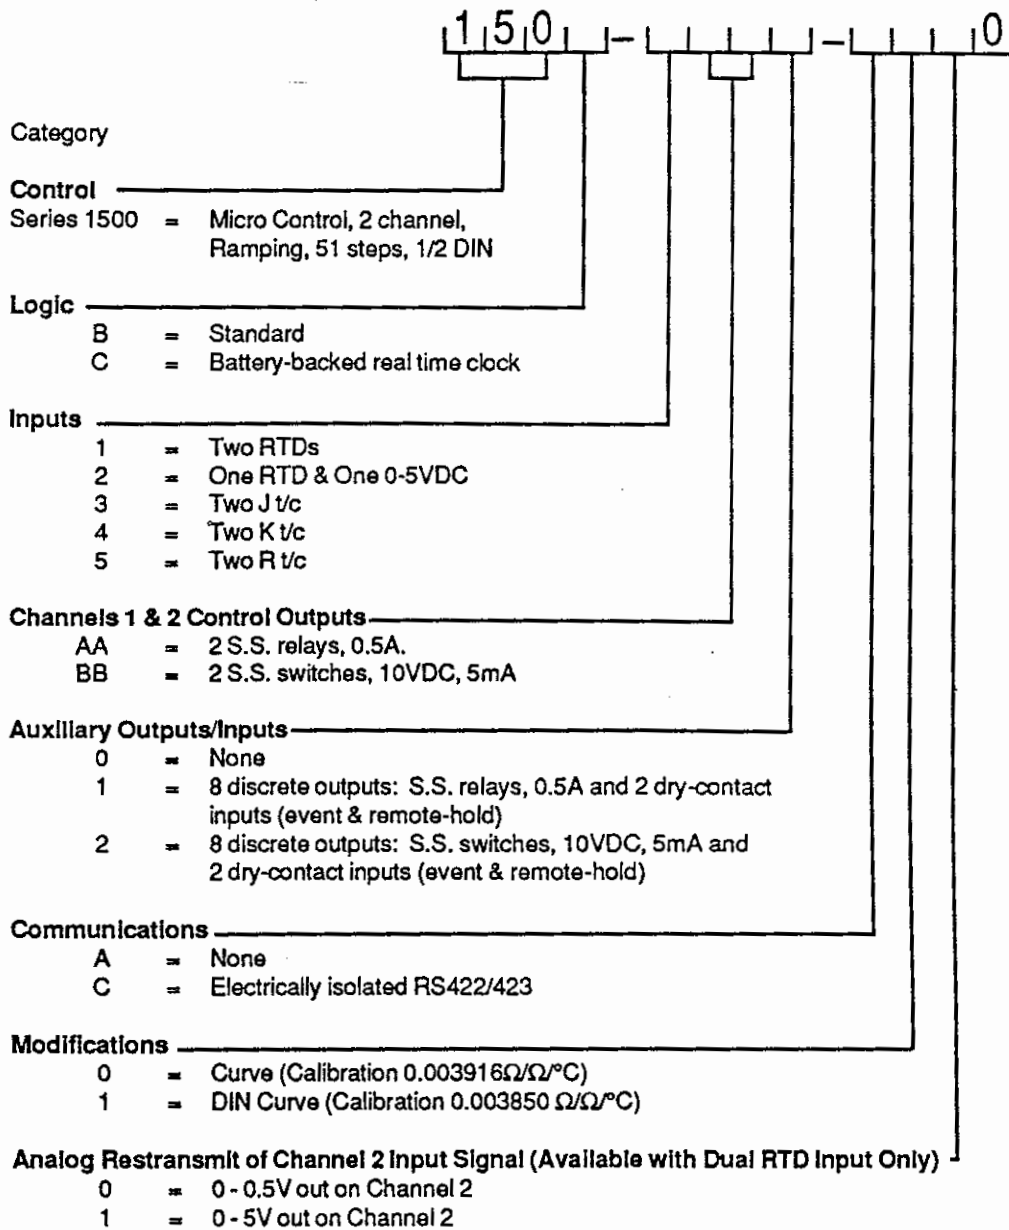 150 - - 0
Category
Control
Series 1500 = Micro Control, 2 channel,
Ramping, 51 steps, 1/2 DIN
Logic
B = Standard
C = Battery-backed real time clock
Inputs
1 = Two RTDs
2 = One RTD & One 0-5VDC
3 = Two J t/c
4 = Two K t/c
5 = Two R t/c
Channels 1 & 2 Control Outputs
AA = 2 S.S. relays, 0.5A.
BB = 2 S.S. switches, 10VDC, 5mA
Auxiliary Outputs/Inputs
0 = None
1 = 8 discrete outputs: S.S. relays, 0.5A and 2 dry-contact
inputs (event & remote-hold)
2 = 8 discrete outputs: S.S. switches, 10VDC, 5mA and
2 dry-contact inputs (event & remote-hold)
Communications
A = None
C = Electrically isolated RS422/423
Modifications
0 = Curve (Calibration 0.003916Ω/Ω/°C)
1 = DIN Curve (Calibration 0.003850 Ω/Ω/°C)
Analog Restransmit of Channel 2 Input Signal (Available with Dual RTD Input Only)
0 = 0 - 0.5V out on Channel 2
1 = 0 - 5V out on Channel 2